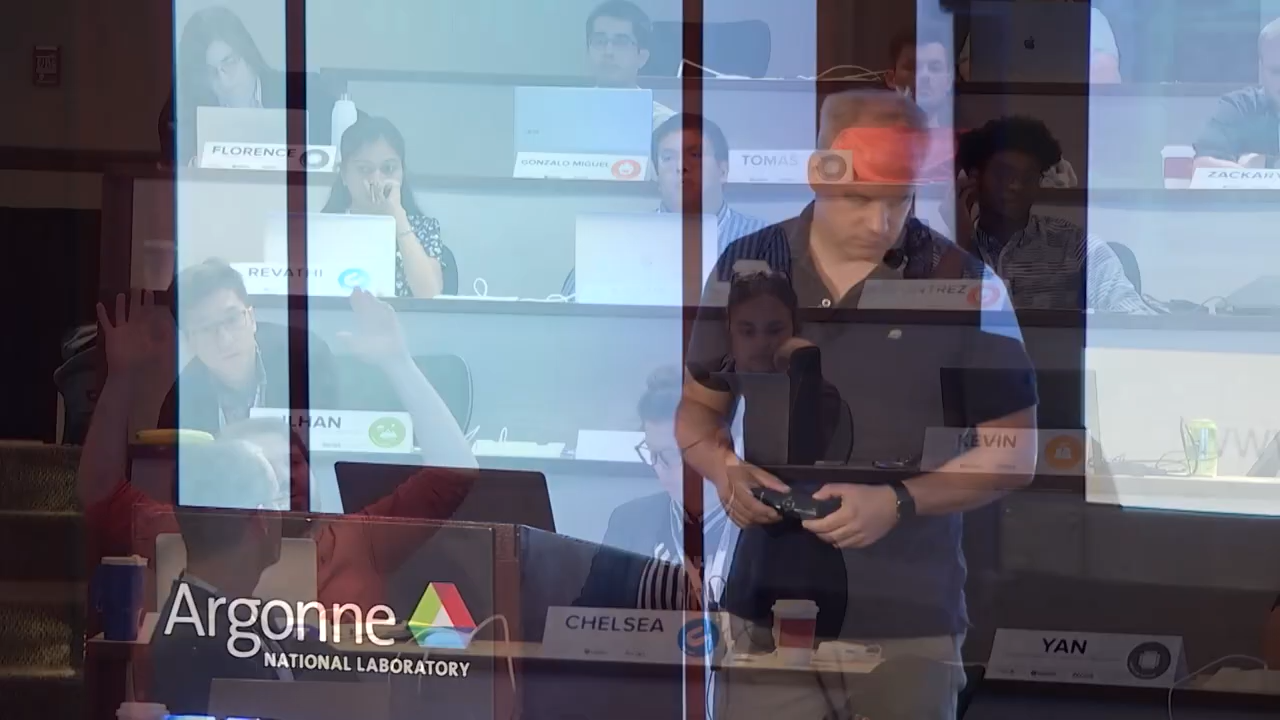 FLORENCE
GONZALO MIGUEL
TOMAS
ZACKARY
REVATHI
ILHAN
KEVIN
Argonne
NATIONAL LABORATORY
CHELSEA
YAN